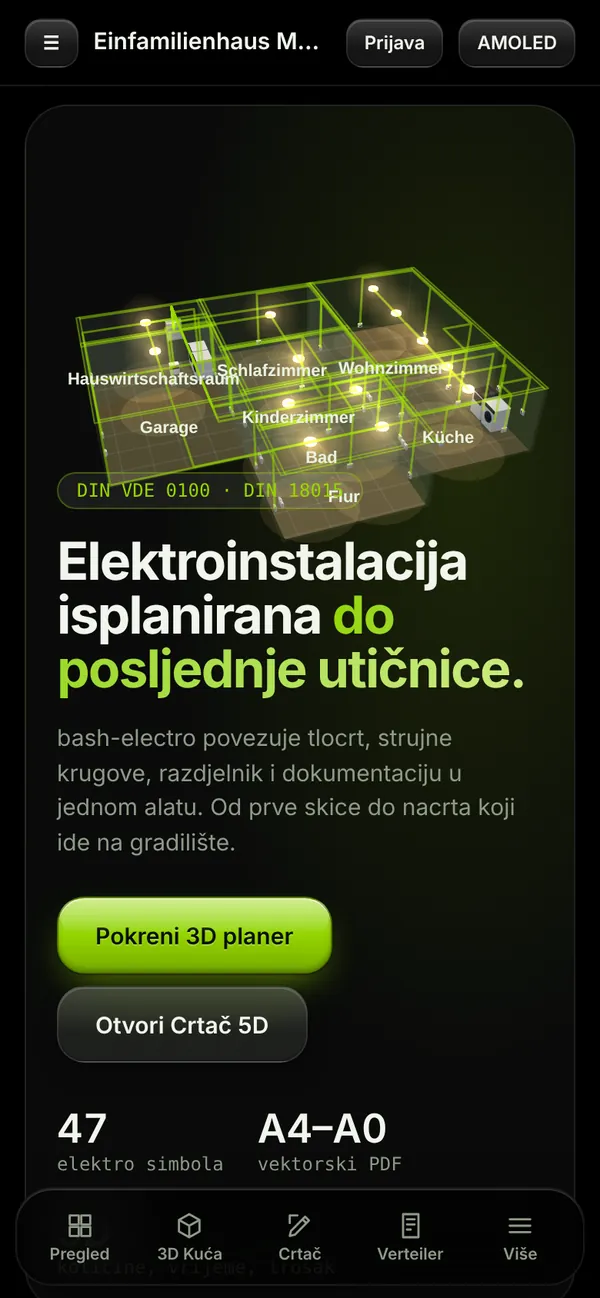 ☰ Einfamilienhaus M... Prijava AMOLED
Hauswirtschaftsraum Schlafzimmer Wohnzimmer
Kinderzimmer
Garage
Küche
Bad
DIN VDE 0100 · DIN 18015
Flur
Elektroinstalacija
isplanirana do
posljednje utičnice.
bash-electro povezuje tlocrt, strujne
krugove, razdjelnik i dokumentaciju u
jednom alatu. Od prve skice do nacrta koji
ide na gradilište.
Pokreni 3D planer
Otvori Crtač 5D
47 A4–A0
elektro simbola vektorski PDF
Pregled 3D Kuća Crtač Verteiler Više
količine, vrijeme, trošak